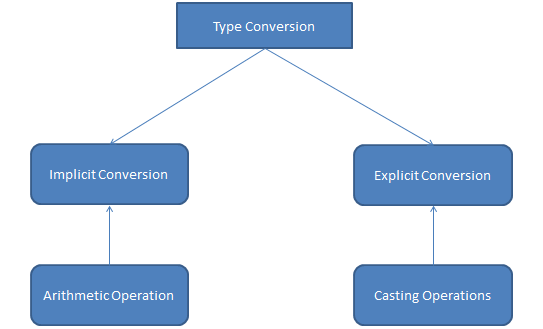 Type Conversion
Implicit Conversion
Explicit Conversion
Arithmetic Operation
Casting Operations